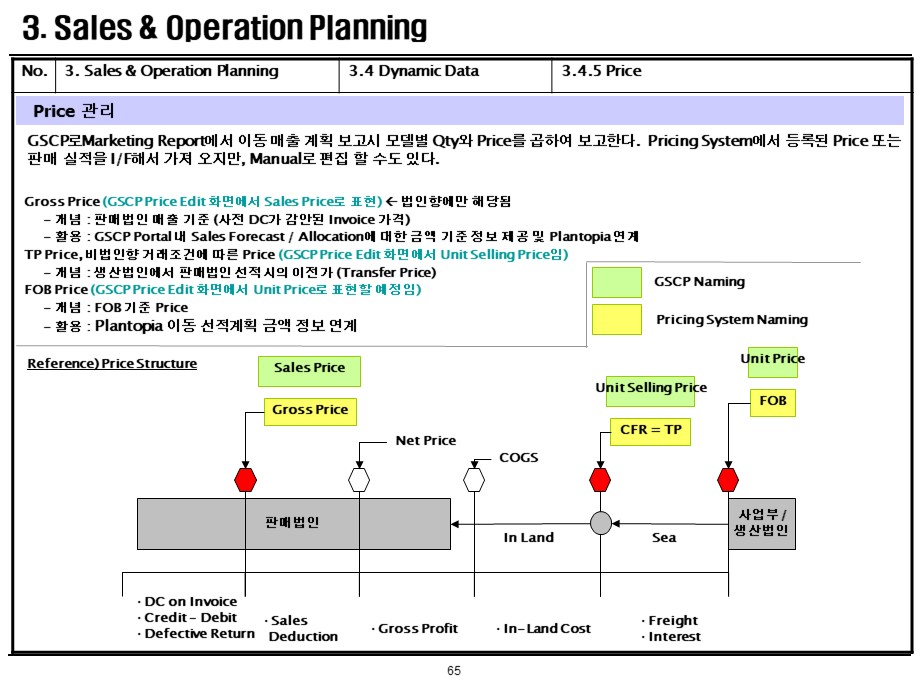 3. Sales & Operation Planning
No. 3. Sales & Operation Planning 3.4 Dynamic Data 3.4.5 Price
Price 관리
GSCP로Marketing Report에서 이동 매출 계획 보고시 모델별 Qty와 Price를 곱하여 보고한다. Pricing System에서 등록된 Price 또는
판매 실적을 I/F해서 가져 오지만, Manual로 편집 할 수도 있다.
Gross Price (GSCP Price Edit 화면에서 Sales Price로 표현) ← 법인향에만 해당됨
– 개념 : 판매법인 매출 기준 (사전 DC가 감안된 Invoice 가격)
– 활용 : GSCP Portal 내 Sales Forecast / Allocation에 대한 금액 기준 정보 제공 및 Plantopia 연계
TP Price, 비법인향 거래조건에 따른 Price (GSCP Price Edit 화면에서 Unit Selling Price임)
– 개념 : 생산법인에서 판매법인 선적시의 이전가 (Transfer Price)
FOB Price (GSCP Price Edit 화면에서 Unit Price로 표현할 예정임)
– 개념 : FOB 기준 Price
– 활용 : Plantopia 이동 선적계획 금액 정보 연계
GSCP Naming
Pricing System Naming
Reference) Price Structure
Sales Price
Unit Selling Price
Unit Price
Gross Price
CFR = TP
FOB
Net Price
COGS
판매법인
In Land
Sea
사업부 /
생산법인
· DC on Invoice
· Credit – Debit
· Defective Return
· Sales
Deduction
· Gross Profit
· In-Land Cost
· Freight
· Interest
65